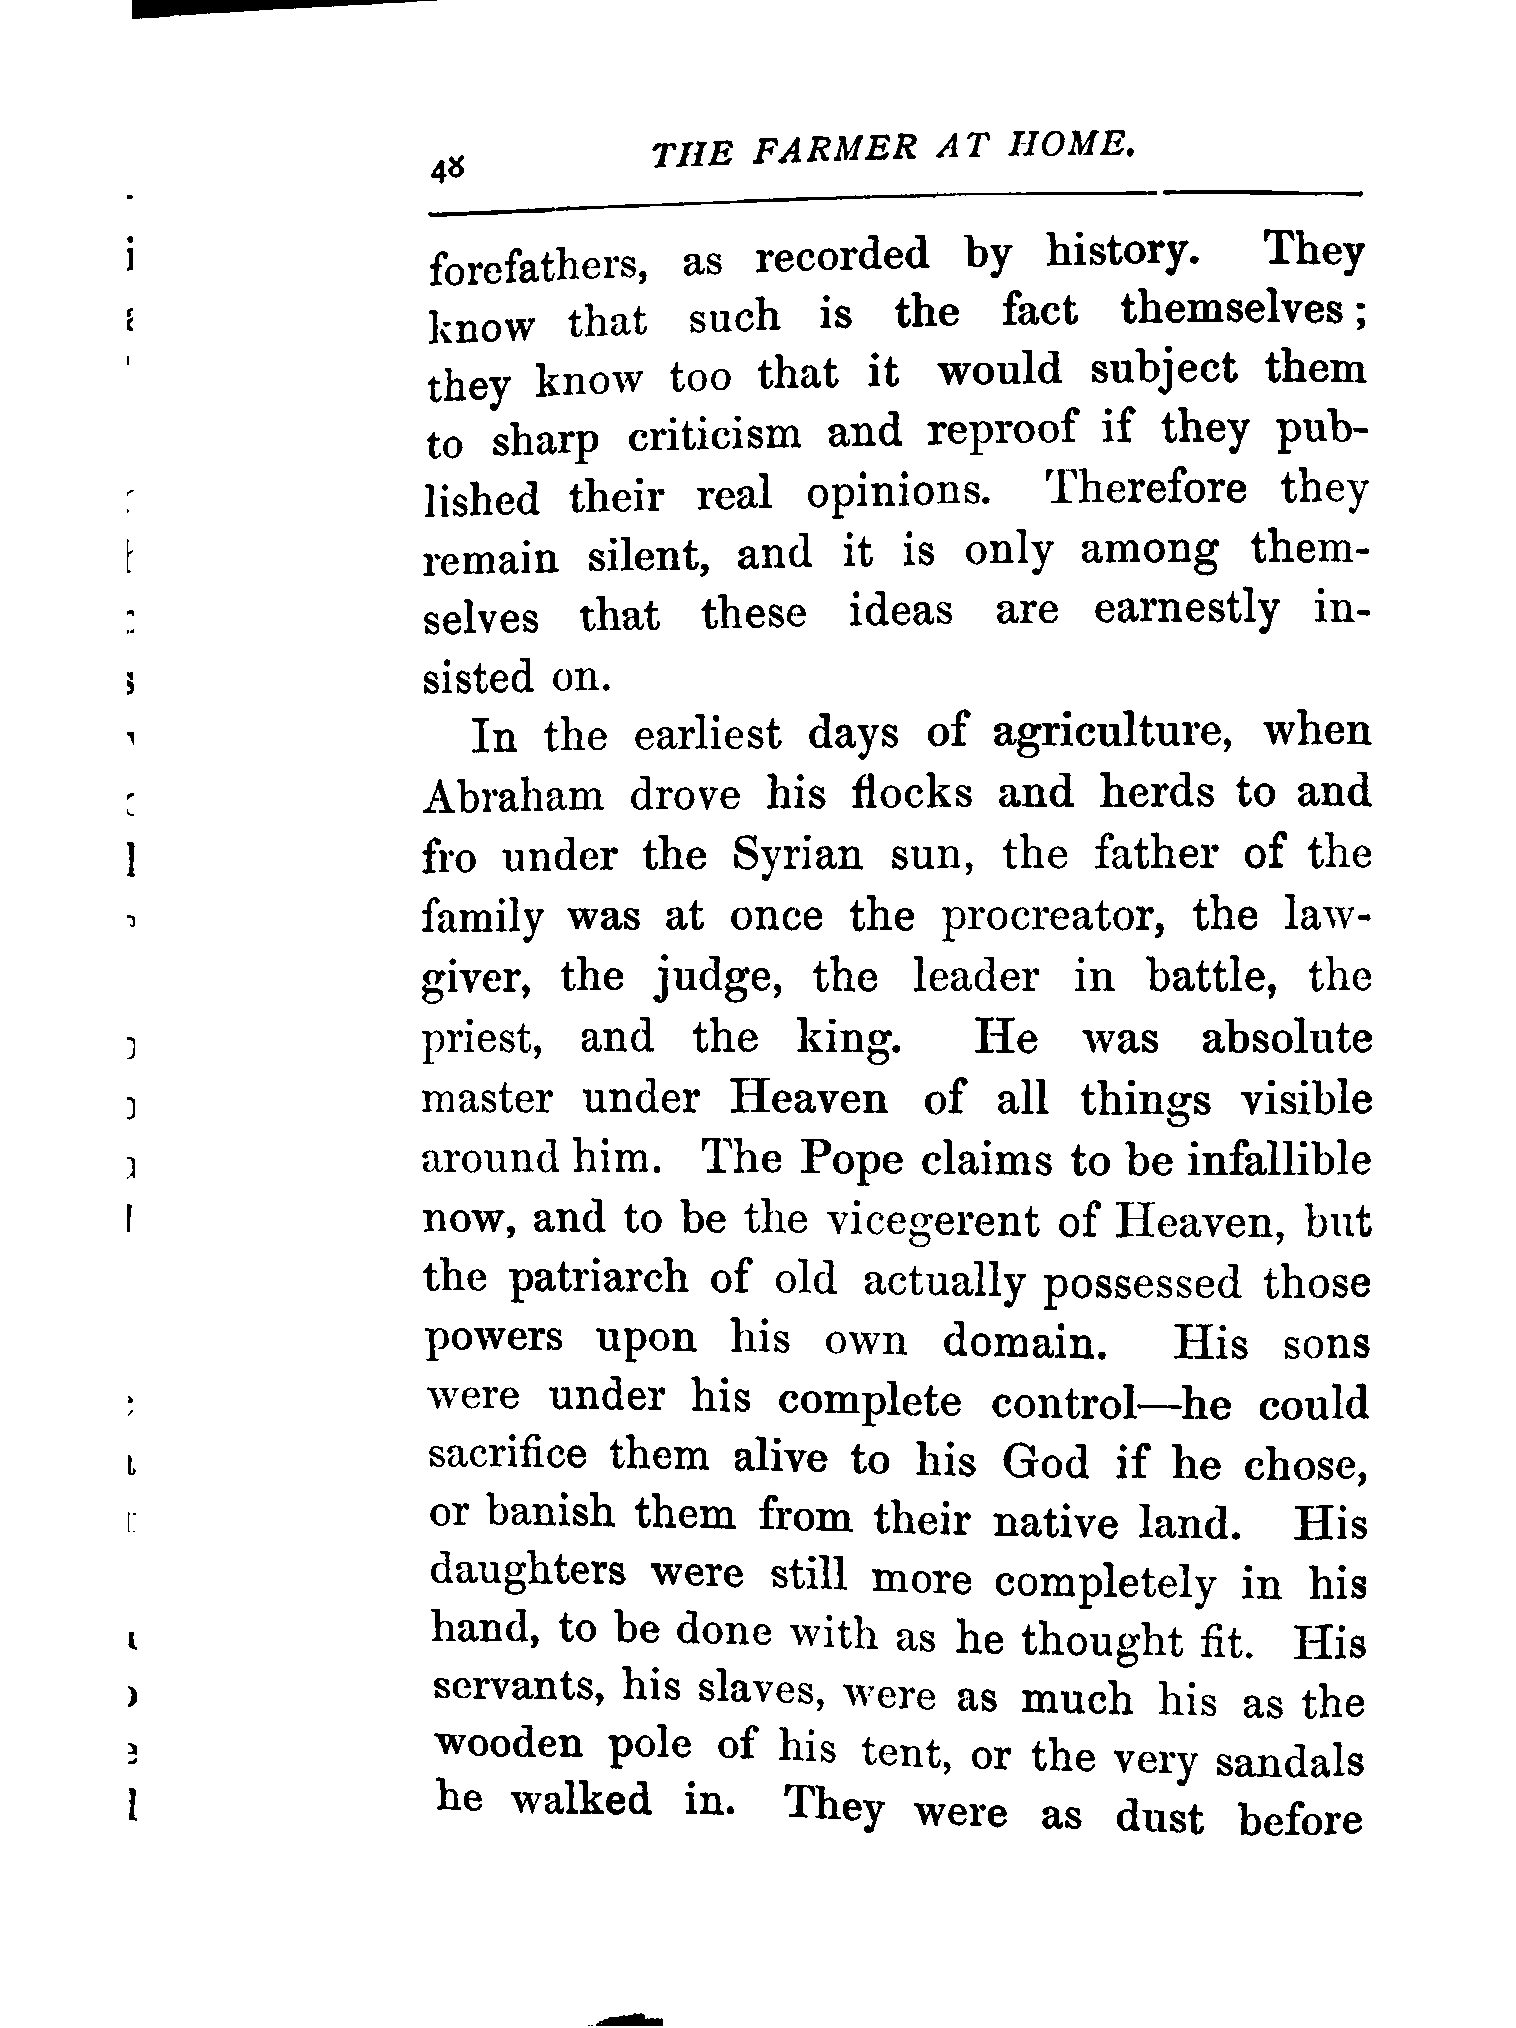 48 THE FARMER AT HOME.
forefathers, as recorded by history. They
know that such is the fact themselves;
they know too that it would subject them
to sharp criticism and reproof if they pub-
lished their real opinions. Therefore they
remain silent, and it is only among them-
selves that these ideas are earnestly in-
sisted on.
In the earliest days of agriculture, when
Abraham drove his flocks and herds to and
fro under the Syrian sun, the father of the
family was at once the procreator, the law-
giver, the judge, the leader in battle, the
priest, and the king. He was absolute
master under Heaven of all things visible
around him. The Pope claims to be infallible
now, and to be the vicegerent of Heaven, but
the patriarch of old actually possessed those
powers upon his own domain. His sons
were under his complete control—he could
sacrifice them alive to his God if he chose,
or banish them from their native land. His
daughters were still more completely in his
hand, to be done with as he thought fit. His
servants, his slaves, were as much his as the
wooden pole of his tent, or the very sandals
he walked in. They were as dust before